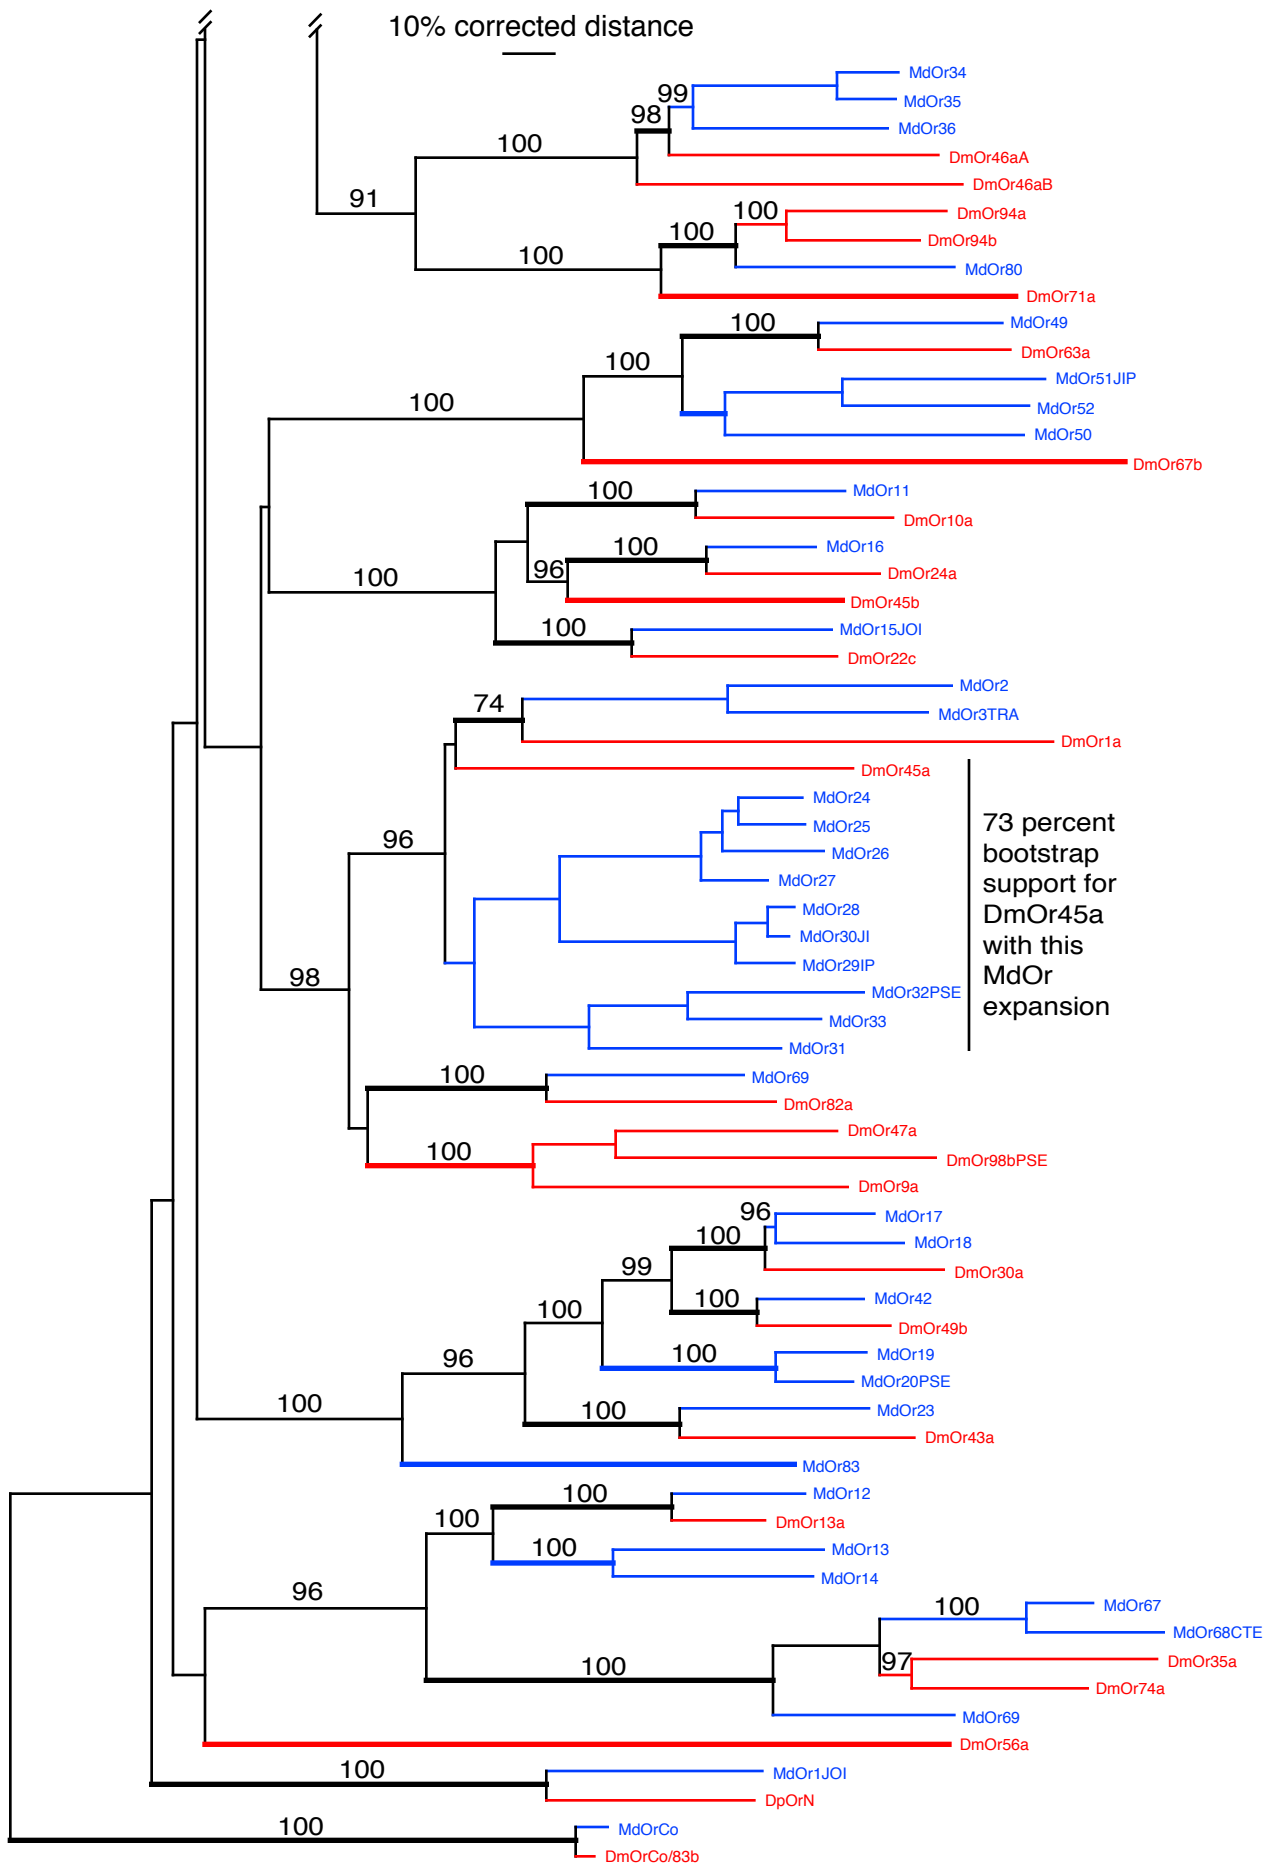 10% corrected distance
MdOr34
99
MdOr35
98
MdOr36
100
DmOr46aA
DmOr46aB
91
100
DmOr94a
100
DmOr94b
100
MdOr80
DmOr71a
100
MdOr49
DmOr63a
100
MdOr51JIP
100
MdOr52
MdOr50
DmOr67b
100
MdOr11
DmOr10a
100
MdOr16
96
DmOr24a
100
DmOr45b
100
MdOr15JOI
DmOr22c
MdOr2
74
MdOr3TRA
DmOr1a
DmOr45a
MdOr24
73 percent
MdOr25
96
bootstrap
MdOr26
support for
MdOr27
DmOr45a
MdOr28
with this
MdOr30JI
MdOr
MdOr29IP
expansion
98
MdOr32PSE
MdOr33
MdOr31
100
MdOr69
DmOr82a
DmOr47a
100
DmOr98bPSE
DmOr9a
96
MdOr17
100
MdOr18
99
DmOr30a
100
MdOr42
100
DmOr49b
96
100
MdOr19
MdOr20PSE
100
100
MdOr23
DmOr43a
MdOr83
100
MdOr12
100
DmOr13a
100
MdOr13
MdOr14
96
100
MdOr67
MdOr68CTE
100
97
DmOr35a
DmOr74a
MdOr69
DmOr56a
100
MdOr1JOI
DpOrN
100
MdOrCo
DmOrCo/83b